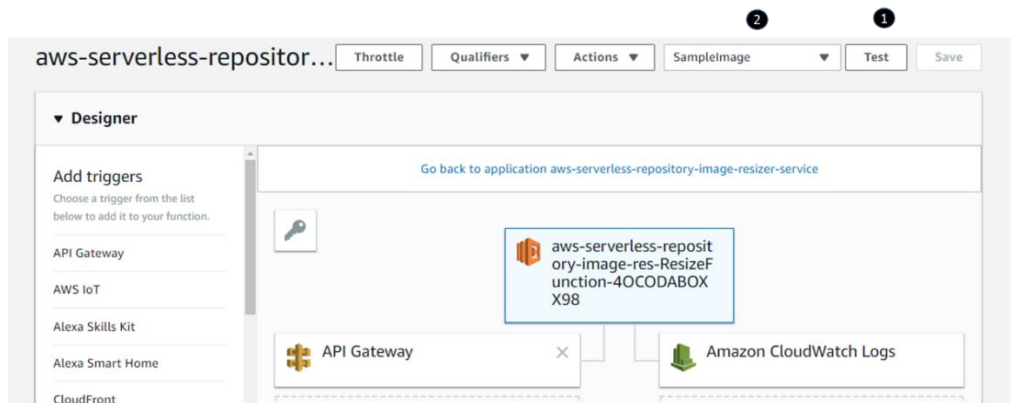 2 1
aws-serverless-repositor... Throttle Qualifiers Actions SampleImage Test Save
Designer
Add triggers
Choose a trigger from the list
below to add it to your function.
API Gateway
AWS IoT
Alexa Skills Kit
Alexa Smart Home
CloudFront
Go back to application aws-serverless-repository-image-resizer-service
aws-serverless-reposit
ory-image-res-ResizeF
unction-4OCODABOX
X98
API Gateway
Amazon CloudWatch Logs